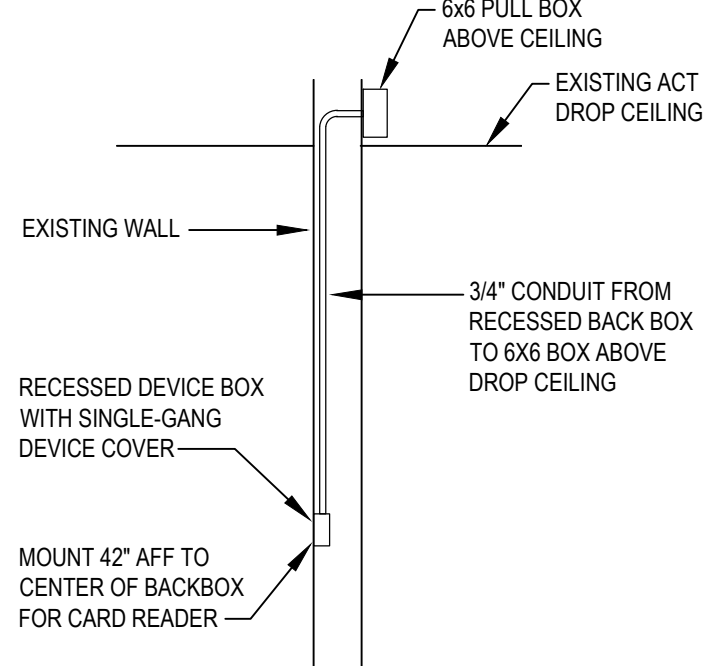 6x6 PULL BOX
ABOVE CEILING
EXISTING ACT
DROP CEILING
EXISTING WALL
3/4" CONDUIT FROM
RECESSED BACK BOX
TO 6X6 BOX ABOVE
DROP CEILING
RECESSED DEVICE BOX
WITH SINGLE-GANG
DEVICE COVER
MOUNT 42" AFF TO
CENTER OF BACKBOX
FOR CARD READER